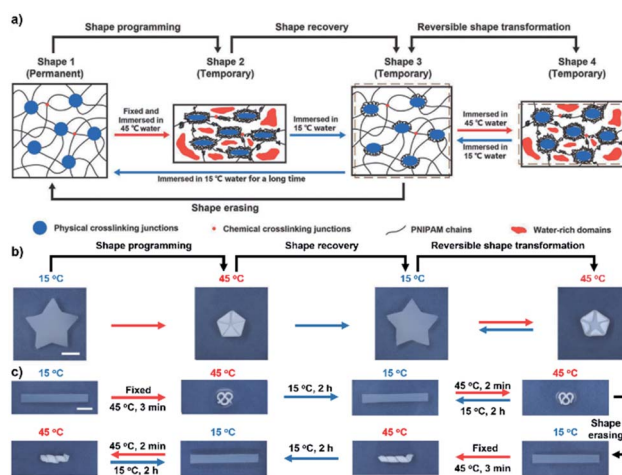 a)
Shape programming
Shape recovery
Reversible shape transformation
Shape 1
(Permanent)
Shape 2
(Temporary)
Shape 3
(Temporary)
Shape 4
(Temporary)
Fixed and
Immersed in
45 °C water
Immersed in
15 °C water
Immersed in
45 °C water
Immersed in
15 °C water
Immersed in 15 °C water for a long time
Shape erasing
Physical crosslinking junctions
Chemical crosslinking junctions
PNIPAM chains
Water-rich domains
b)
Shape programming
Shape recovery
Reversible shape transformation
15 °C
45 °C
15 °C
45 °C
c)
15 °C
45 °C
15 °C
45 °C
Fixed
45 °C, 3 min
15 °C, 2 h
45 °C, 2 min
15 °C, 2 h
Shape
erasing
45 °C
15 °C
45 °C
15 °C
45 °C, 2 min
15 °C, 2 h
15 °C, 2 h
Fixed
45 °C, 3 min